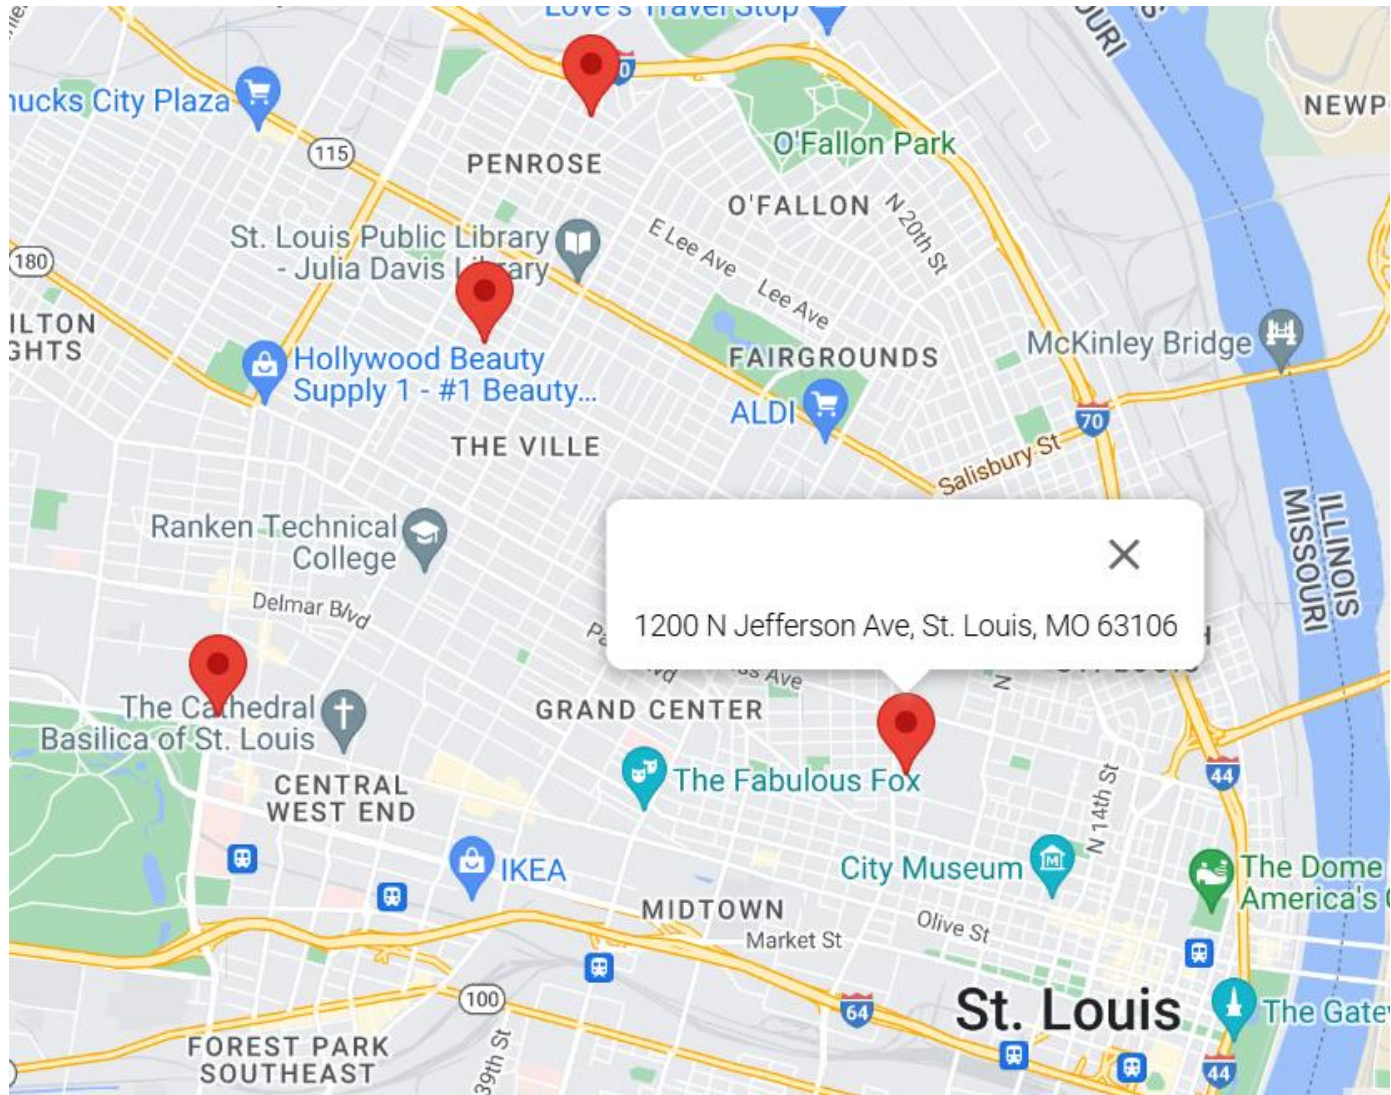 Love's Travel Stop
nucks City Plaza
115
PENROSE
O'Fallon Park
NEWP
O'FALLON
N 20th St
St. Louis Public Library
- Julia Davis Library
E Lee Ave
Lee Ave
180
ILTON
GHTS
Hollywood Beauty
Supply 1 - #1 Beauty...
FAIRGROUNDS
McKinley Bridge
ALDI
70
THE VILLE
Salisbury St
Ranken Technical
College
ILLINOIS
MISSOURI
Delmar Blvd
1200 N Jefferson Ave, St. Louis, MO 63106
Ave
N
The Cathedral
Basilica of St. Louis
GRAND CENTER
CENTRAL
WEST END
The Fabulous Fox
44
N 14th St
IKEA
City Museum
M
The Dome
America's
MIDTOWN
Olive St
Market St
100
64
St. Louis
The Gate
FOREST PARK
SOUTHEAST
39th St
44